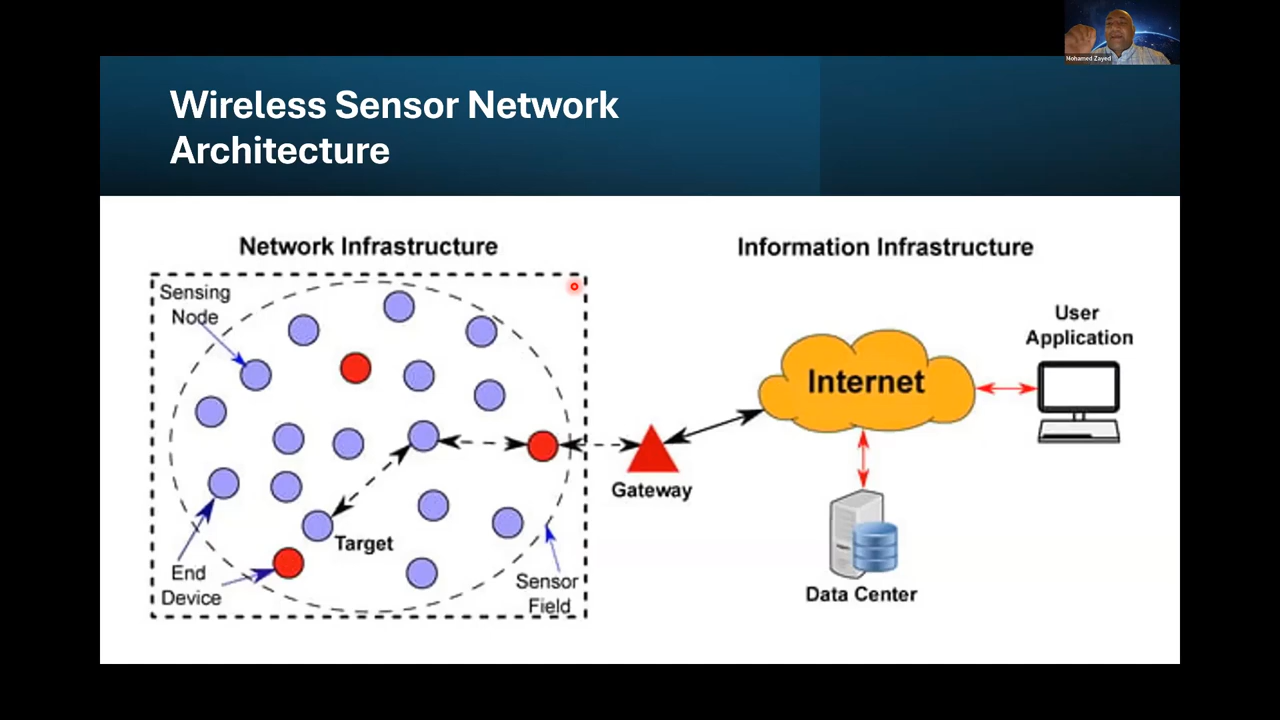 Mohamed Zayed
Wireless Sensor Network
Architecture
Network Infrastructure
Information Infrastructure
Sensing
Node
User
Application
Internet
Gateway
Target
End
Device
Sensor
Field
Data Center